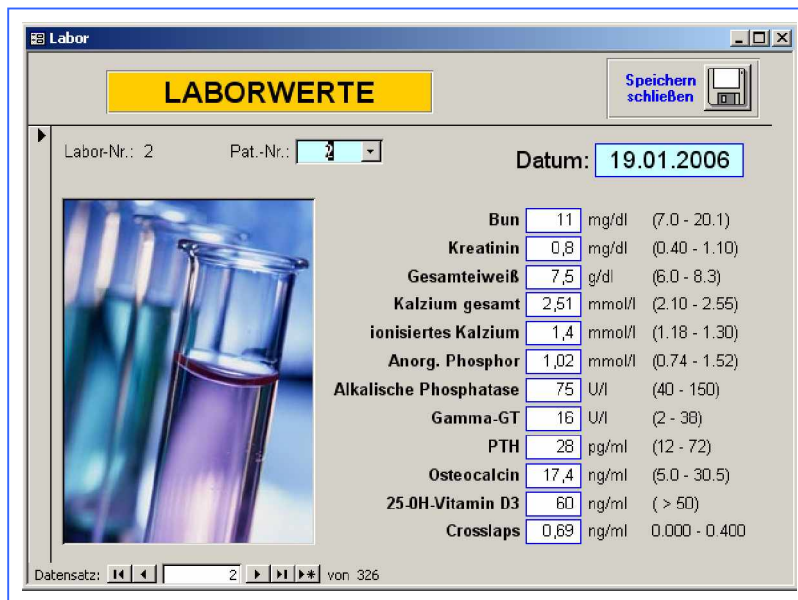 Labor
LABORWERTE
Speichern
schließen
Labor-Nr.: 2 Pat.-Nr.: 2
Datum: 19.01.2006
Bun 11 mg/dl (7.0 - 20.1)
Kreatinin 0,8 mg/dl (0.40 - 1.10)
Gesamteiweiß 7,5 g/dl (6.0 - 8.3)
Kalzium gesamt 2,51 mmol/l (2.10 - 2.55)
ionisiertes Kalzium 1,4 mmol/l (1.18 - 1.30)
Anorg. Phosphor 1,02 mmol/l (0.74 - 1.52)
Alkalische Phosphatase 75 U/l (40 - 150)
Gamma-GT 16 U/l (2 - 38)
PTH 28 pg/ml (12 - 72)
Osteocalcin 17,4 ng/ml (5.0 - 30.5)
25-0H-Vitamin D3 60 ng/ml ( > 50)
Crosslaps 0,69 ng/ml 0.000 - 0.400
Datensatz: 2 von 326